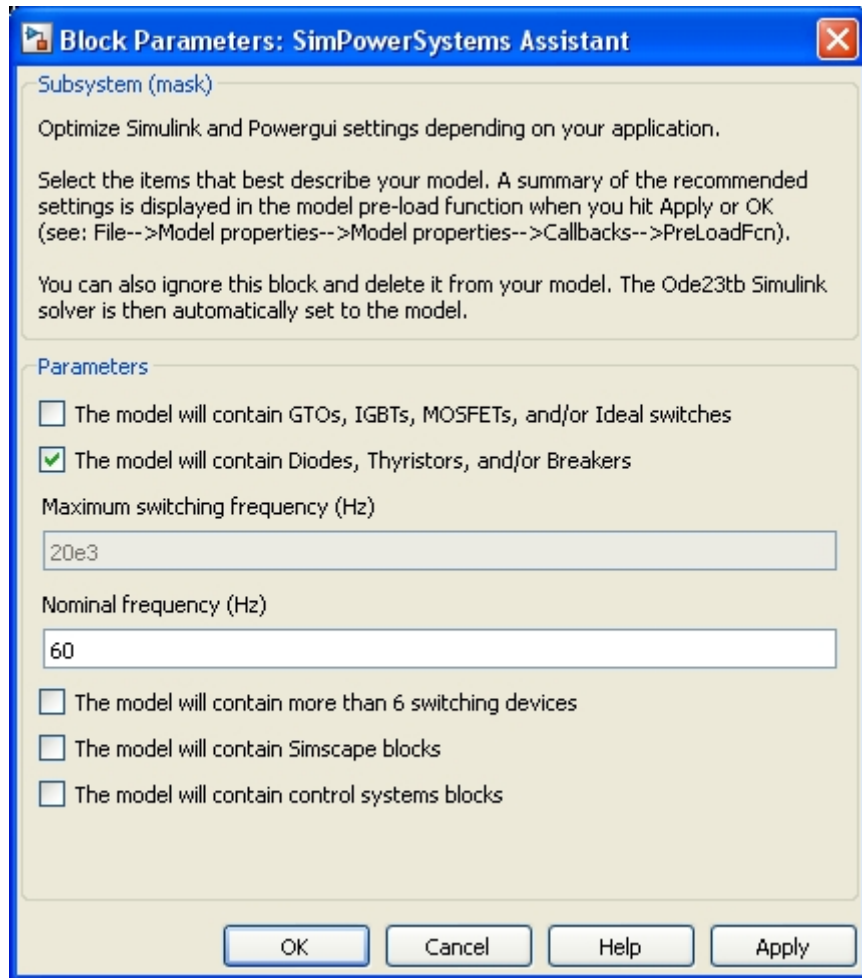 Block Parameters: SimPowerSystems Assistant
Subsystem (mask)
Optimize Simulink and Powergui settings depending on your application.
Select the items that best describe your model. A summary of the recommended
settings is displayed in the model pre-load function when you hit Apply or OK
(see: File-->Model properties-->Model properties-->Callbacks-->PreLoadFcn).
You can also ignore this block and delete it from your model. The Ode23tb Simulink
solver is then automatically set to the model.
Parameters
The model will contain GTOs, IGBTs, MOSFETs, and/or Ideal switches
The model will contain Diodes, Thyristors, and/or Breakers
Maximum switching frequency (Hz)
20e3
Nominal frequency (Hz)
60
The model will contain more than 6 switching devices
The model will contain Simscape blocks
The model will contain control systems blocks
OK Cancel Help Apply